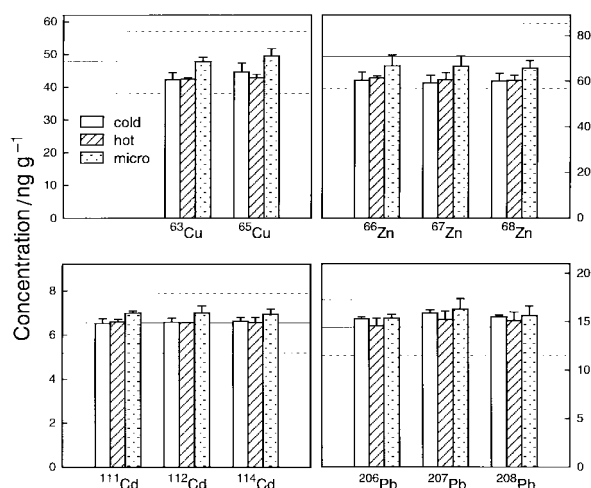 Concentration/ng g⁻¹
60
50
40
30
20
10
0
cold
hot
micro
⁶³Cu ⁶⁵Cu
80
60
40
20
0
⁶⁶Zn ⁶⁷Zn ⁶⁸Zn
8
6
4
2
0
¹¹¹Cd ¹¹²Cd ¹¹⁴Cd
20
15
10
5
0
²⁰⁶Pb ²⁰⁷Pb ²⁰⁸Pb